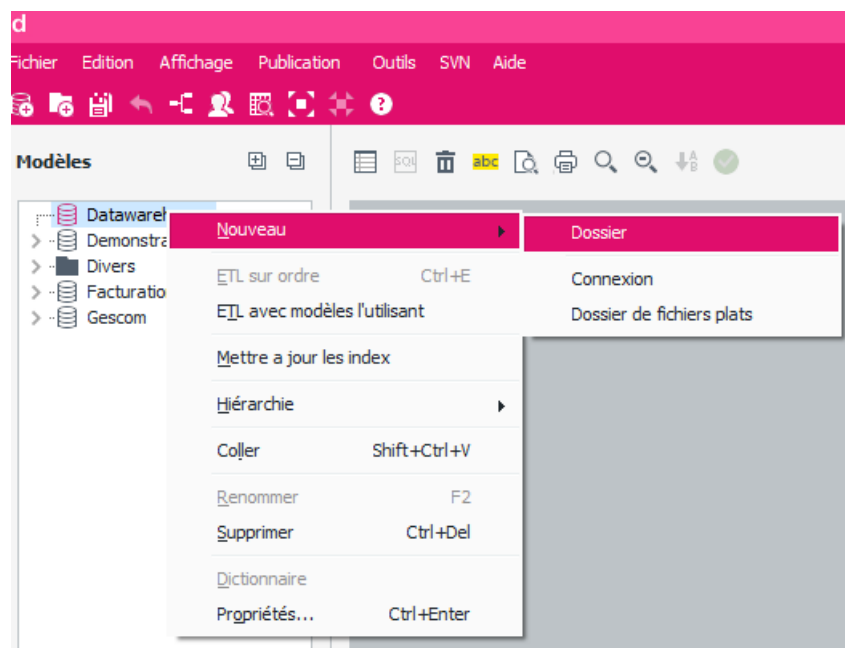 d
Fichier Edition Affichage Publication Outils SVN Aide
Modèles
SQL abc A B
Datawareh
Demonstra
Divers
Facturatio
Gescom
Nouveau
ETL sur ordre Ctrl+E
ETL avec modèles l'utilisant
Mettre a jour les index
Hiérarchie
Coller Shift+Ctrl+V
Renommer F2
Supprimer Ctrl+Del
Dictionnaire
Propriétés... Ctrl+Enter
Dossier
Connexion
Dossier de fichiers plats